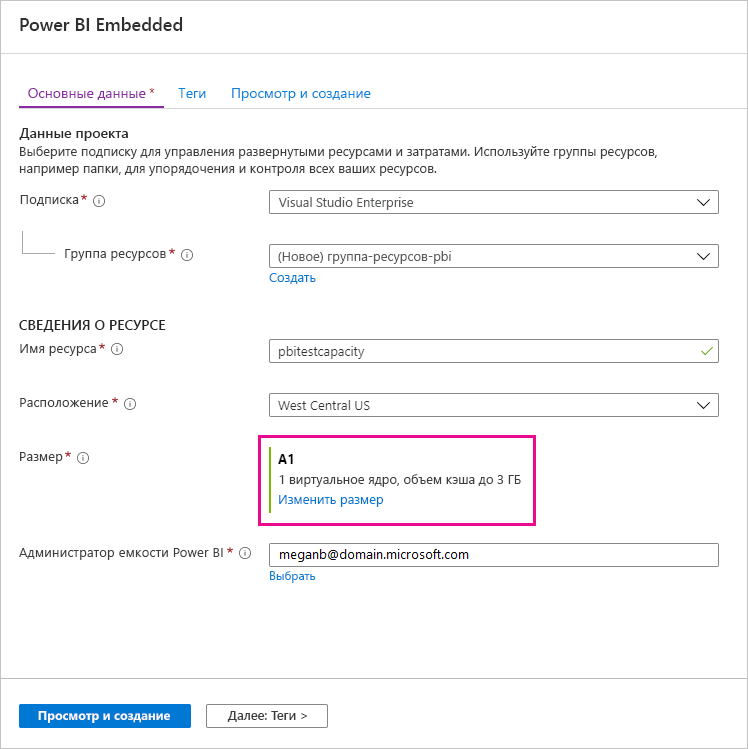 Power BI Embedded
Основные данные * Теги Просмотр и создание
Данные проекта
Выберите подписку для управления развернутыми ресурсами и затратами. Используйте группы ресурсов,
например папки, для упорядочения и контроля всех ваших ресурсов.
Подписка * Visual Studio Enterprise
Группа ресурсов * (Новое) группа-ресурсов-pbi
Создать
СВЕДЕНИЯ О РЕСУРСЕ
Имя ресурса * pbitestcapacity
Расположение * West Central US
Размер * A1
1 виртуальное ядро, объем кэша до 3 ГБ
Изменить размер
Администратор емкости Power BI * meganb@domain.microsoft.com
Выбрать
Просмотр и создание Далее: Теги >